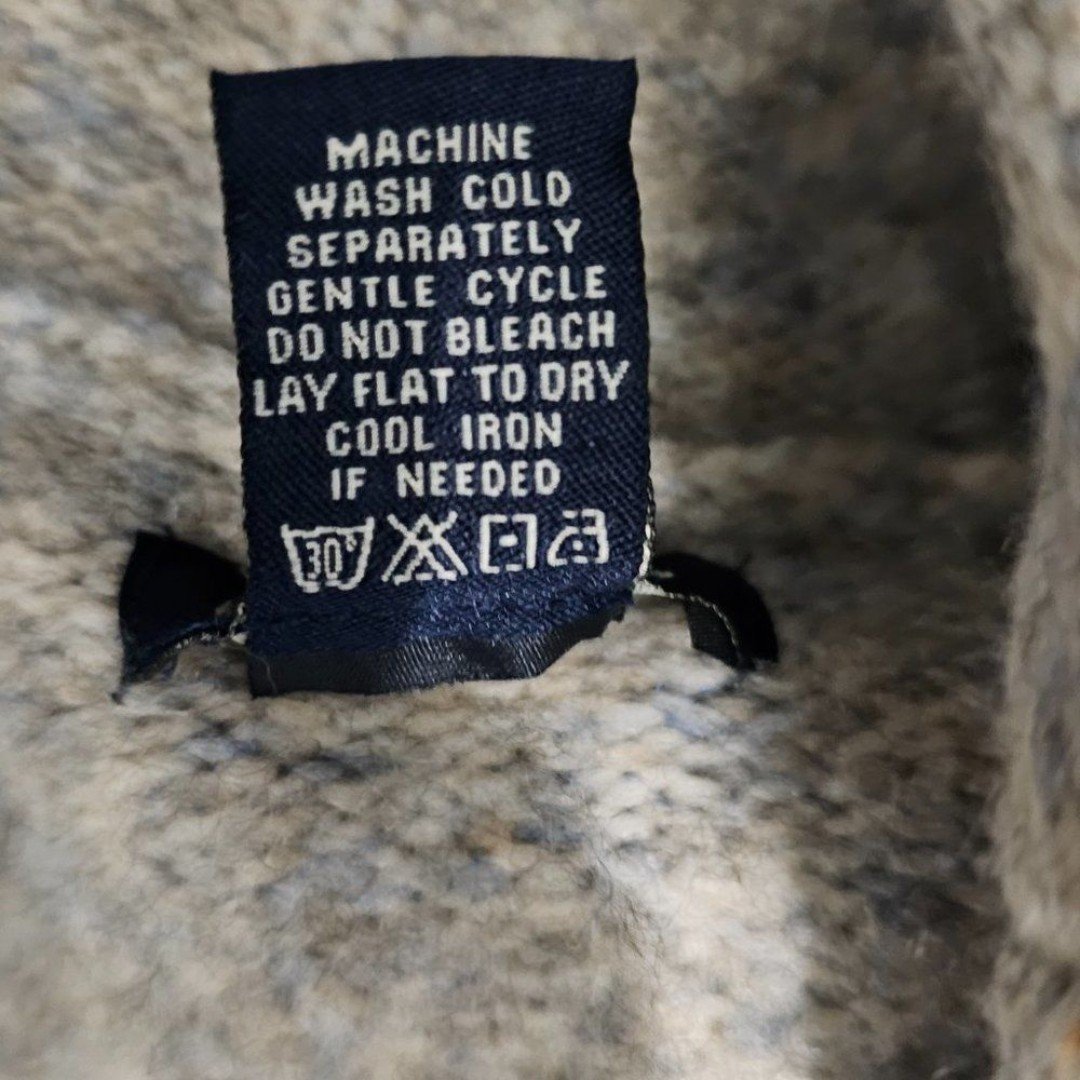 MACHINE
WASH COLD
SEPARATELY
GENTLE CYCLE
DO NOT BLEACH
LAY FLAT TO DRY
COOL IRON
IF NEEDED
30°